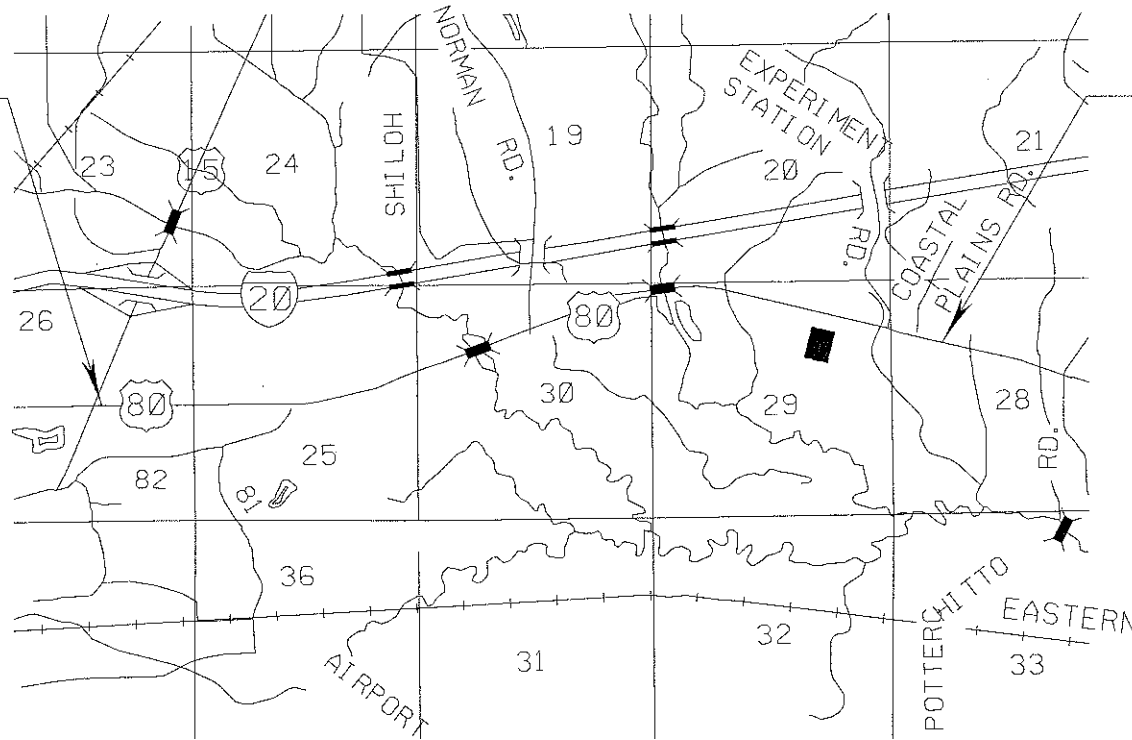 NORMAN RD.
EXPERIMENT
STATION
RD.
23
15
24
SHILOH
19
20
21
COASTAL
PLAINS RD.
26
20
80
80
30
29
28
25
82
81
RD.
36
AIRPORT
31
32
POTTERCHITTO
EASTERN
33